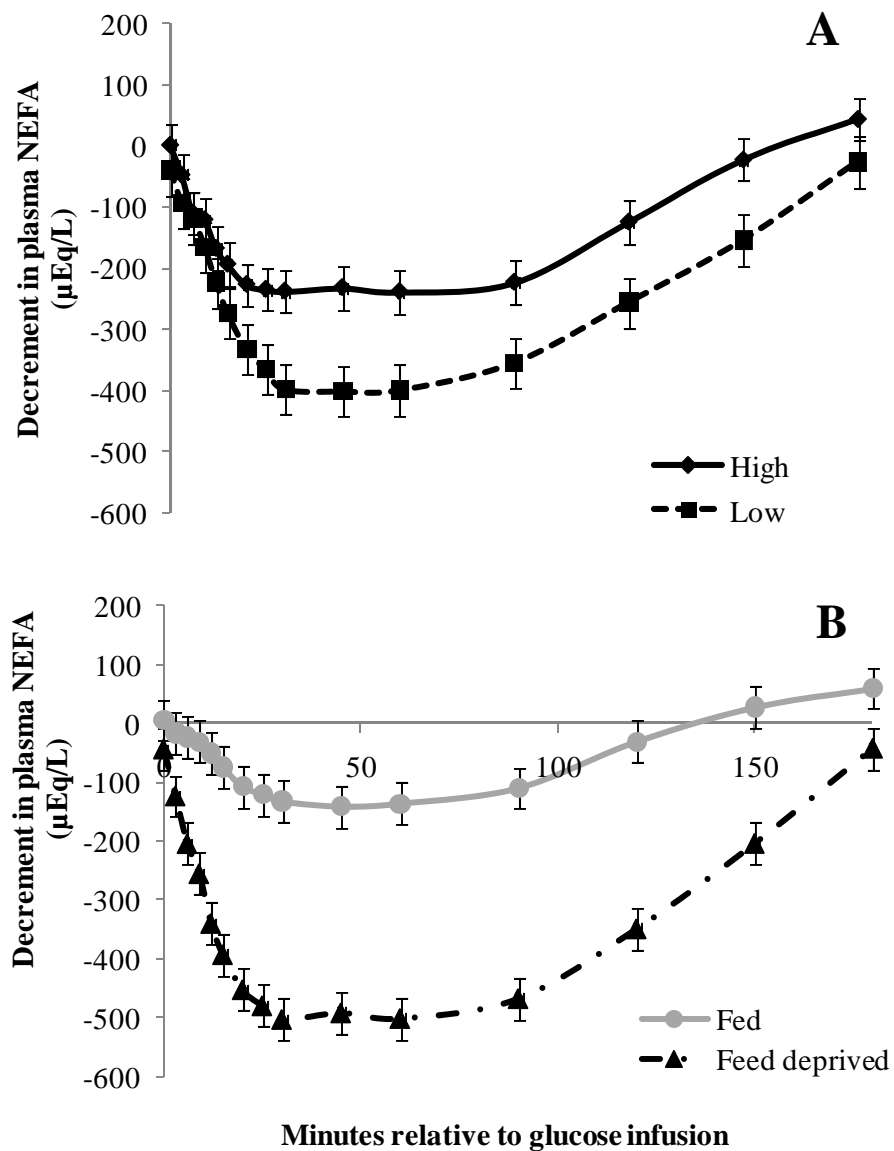 A
Decrement in plasma NEFA
(µEq/L)
200
100
0
-100
-200
-300
-400
-500
-600
High
Low
B
Decrement in plasma NEFA
(µEq/L)
200
100
0
-100
-200
-300
-400
-500
-600
0 50 100 150
Fed
Feed deprived
Minutes relative to glucose infusion